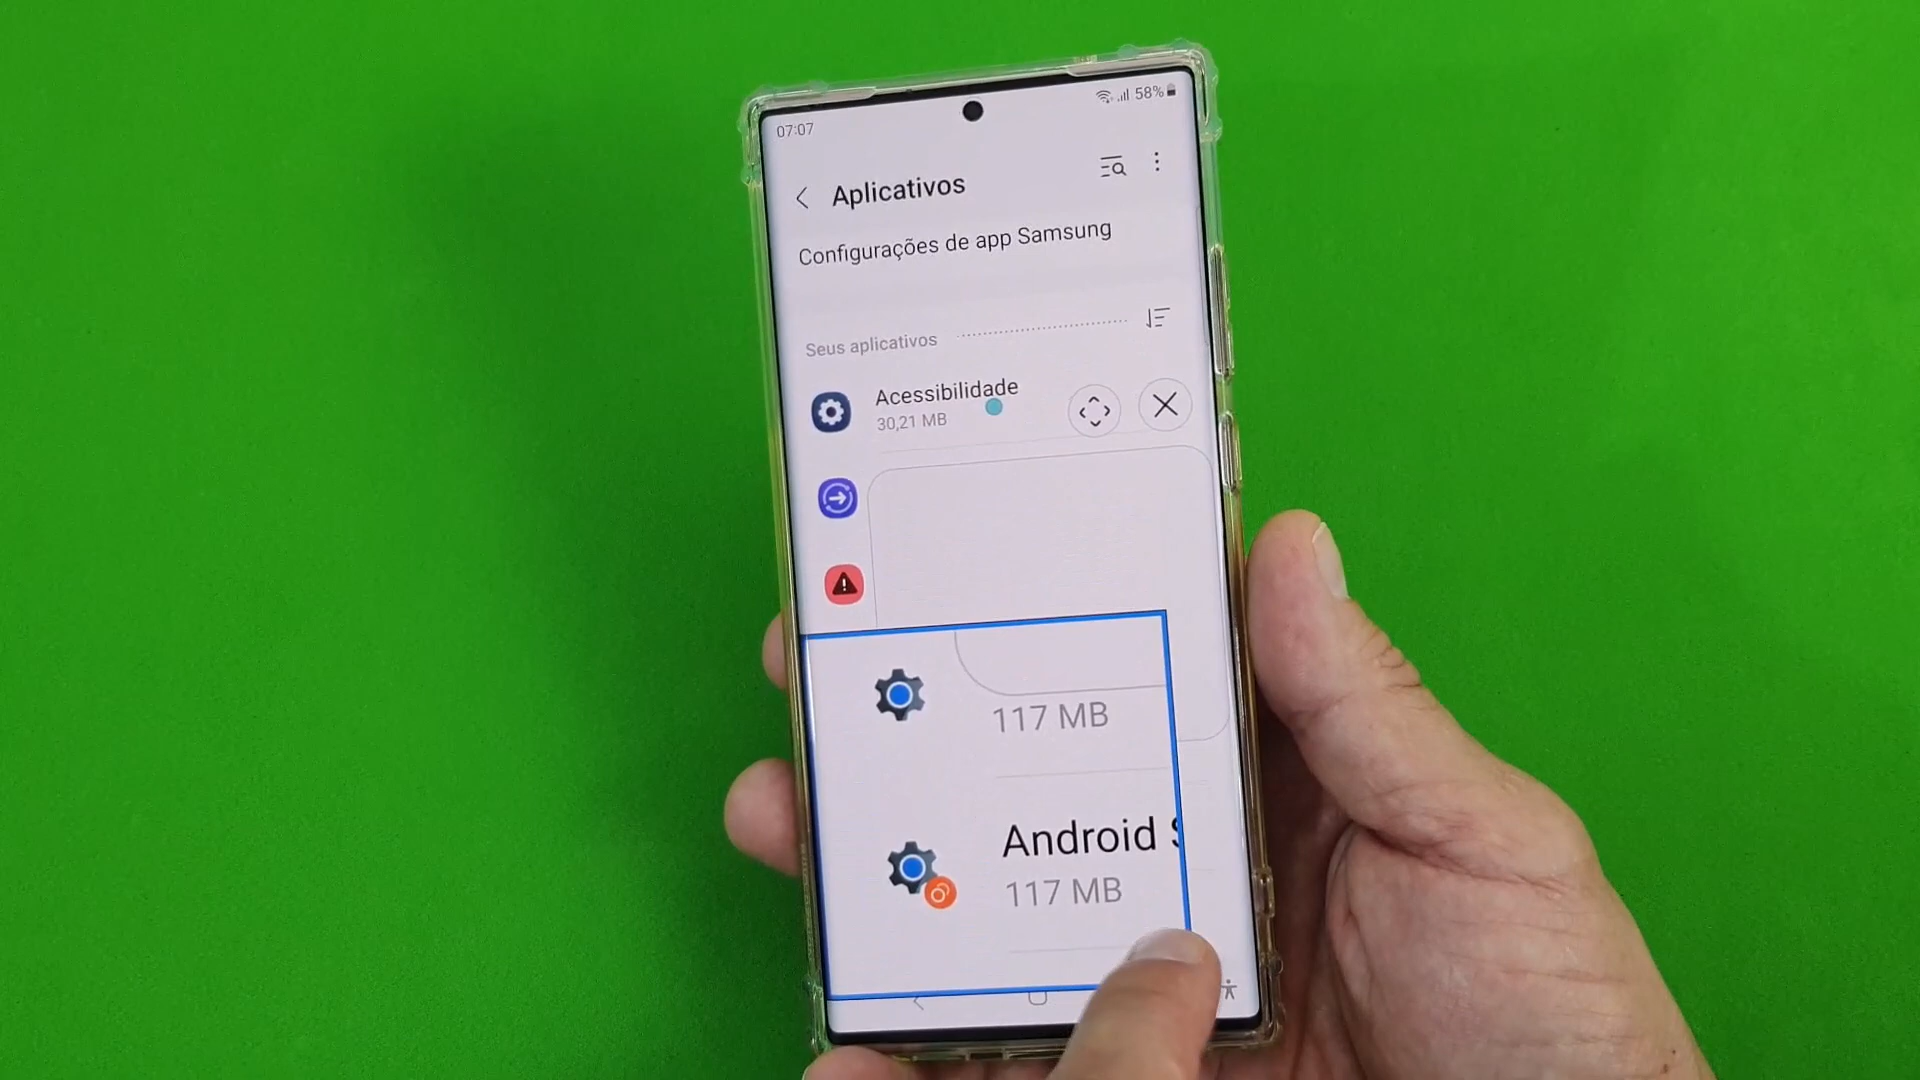 07:07
58%
Aplicativos
Configurações de app Samsung
Seus aplicativos
Acessibilidade
30,21 MB
117 MB
Android S
117 MB